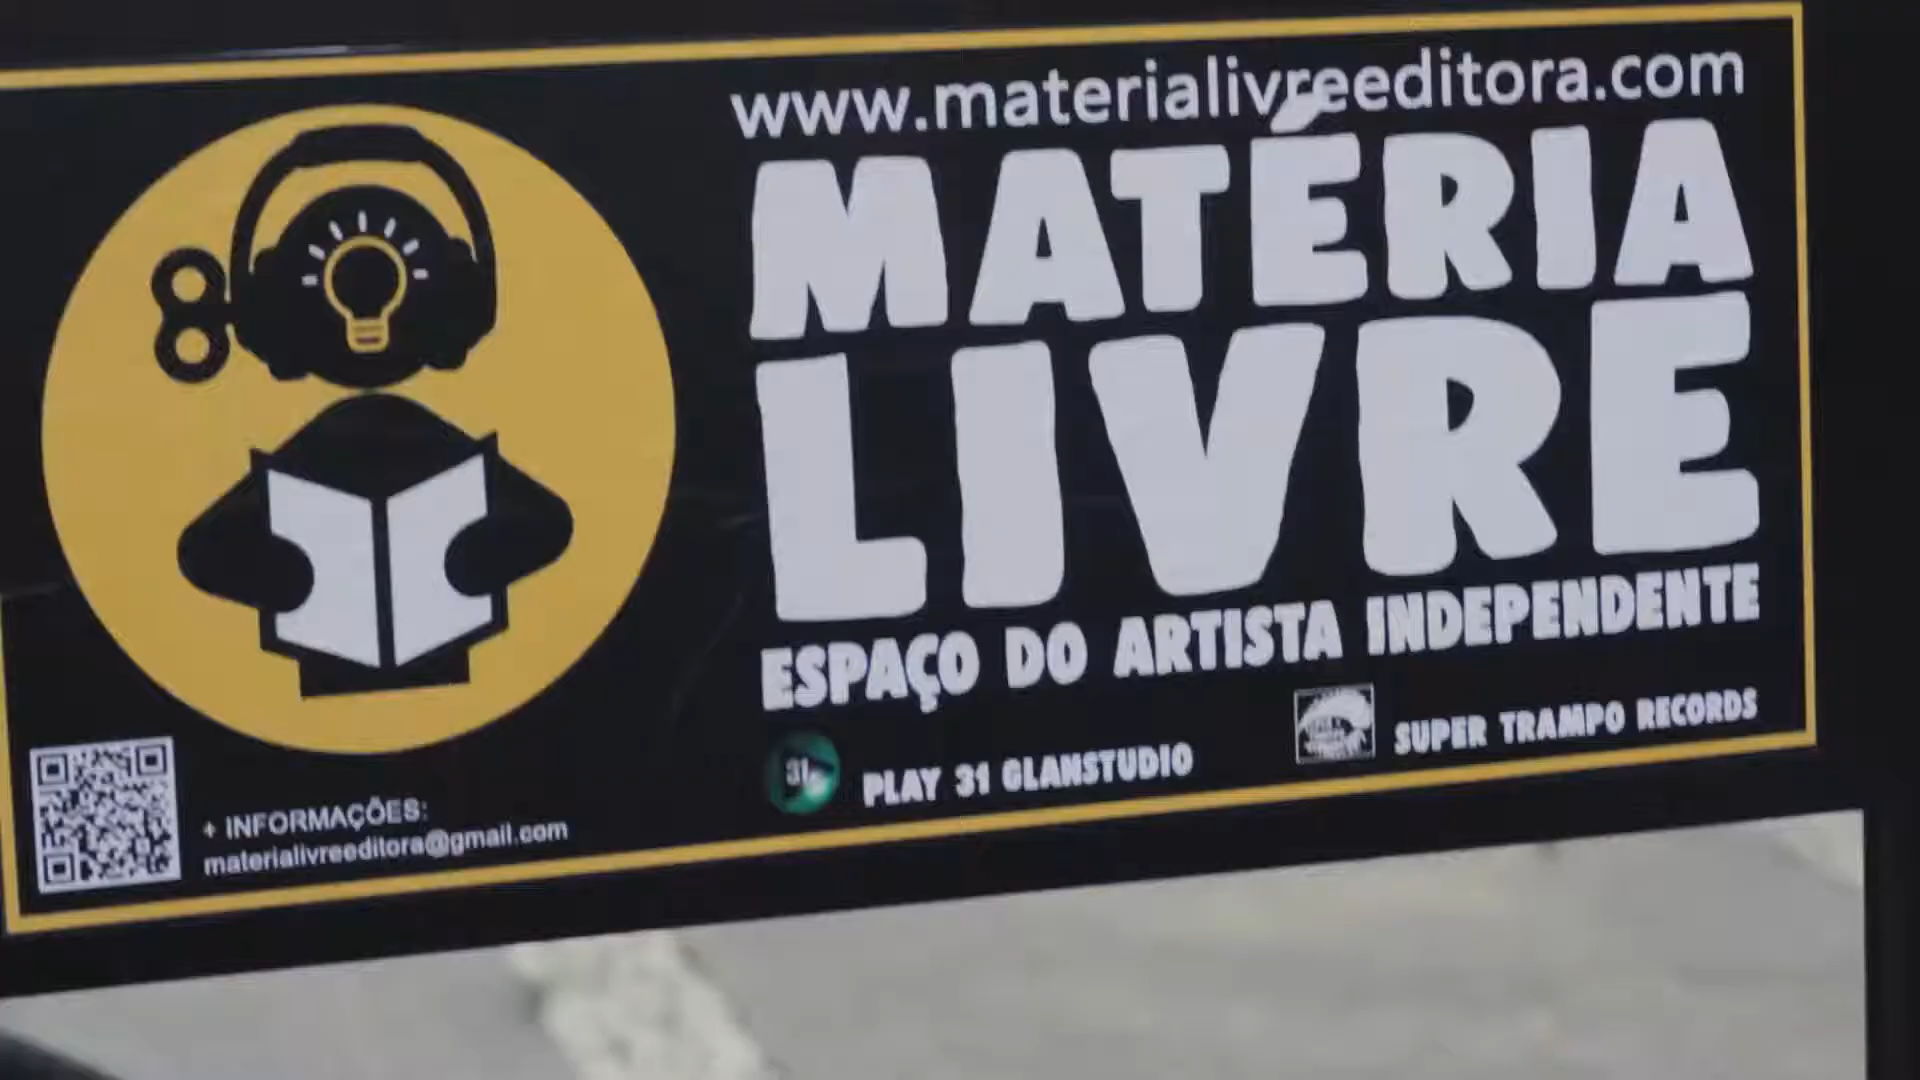 www.materialivreeditora.com
MATÉRIA
LIVRE
ESPAÇO DO ARTISTA INDEPENDENTE
31 PLAY 31 GLANSTUDIO
SUPER TRAMPO RECORDS
+ INFORMAÇÕES:
materialivreeditora@gmail.com